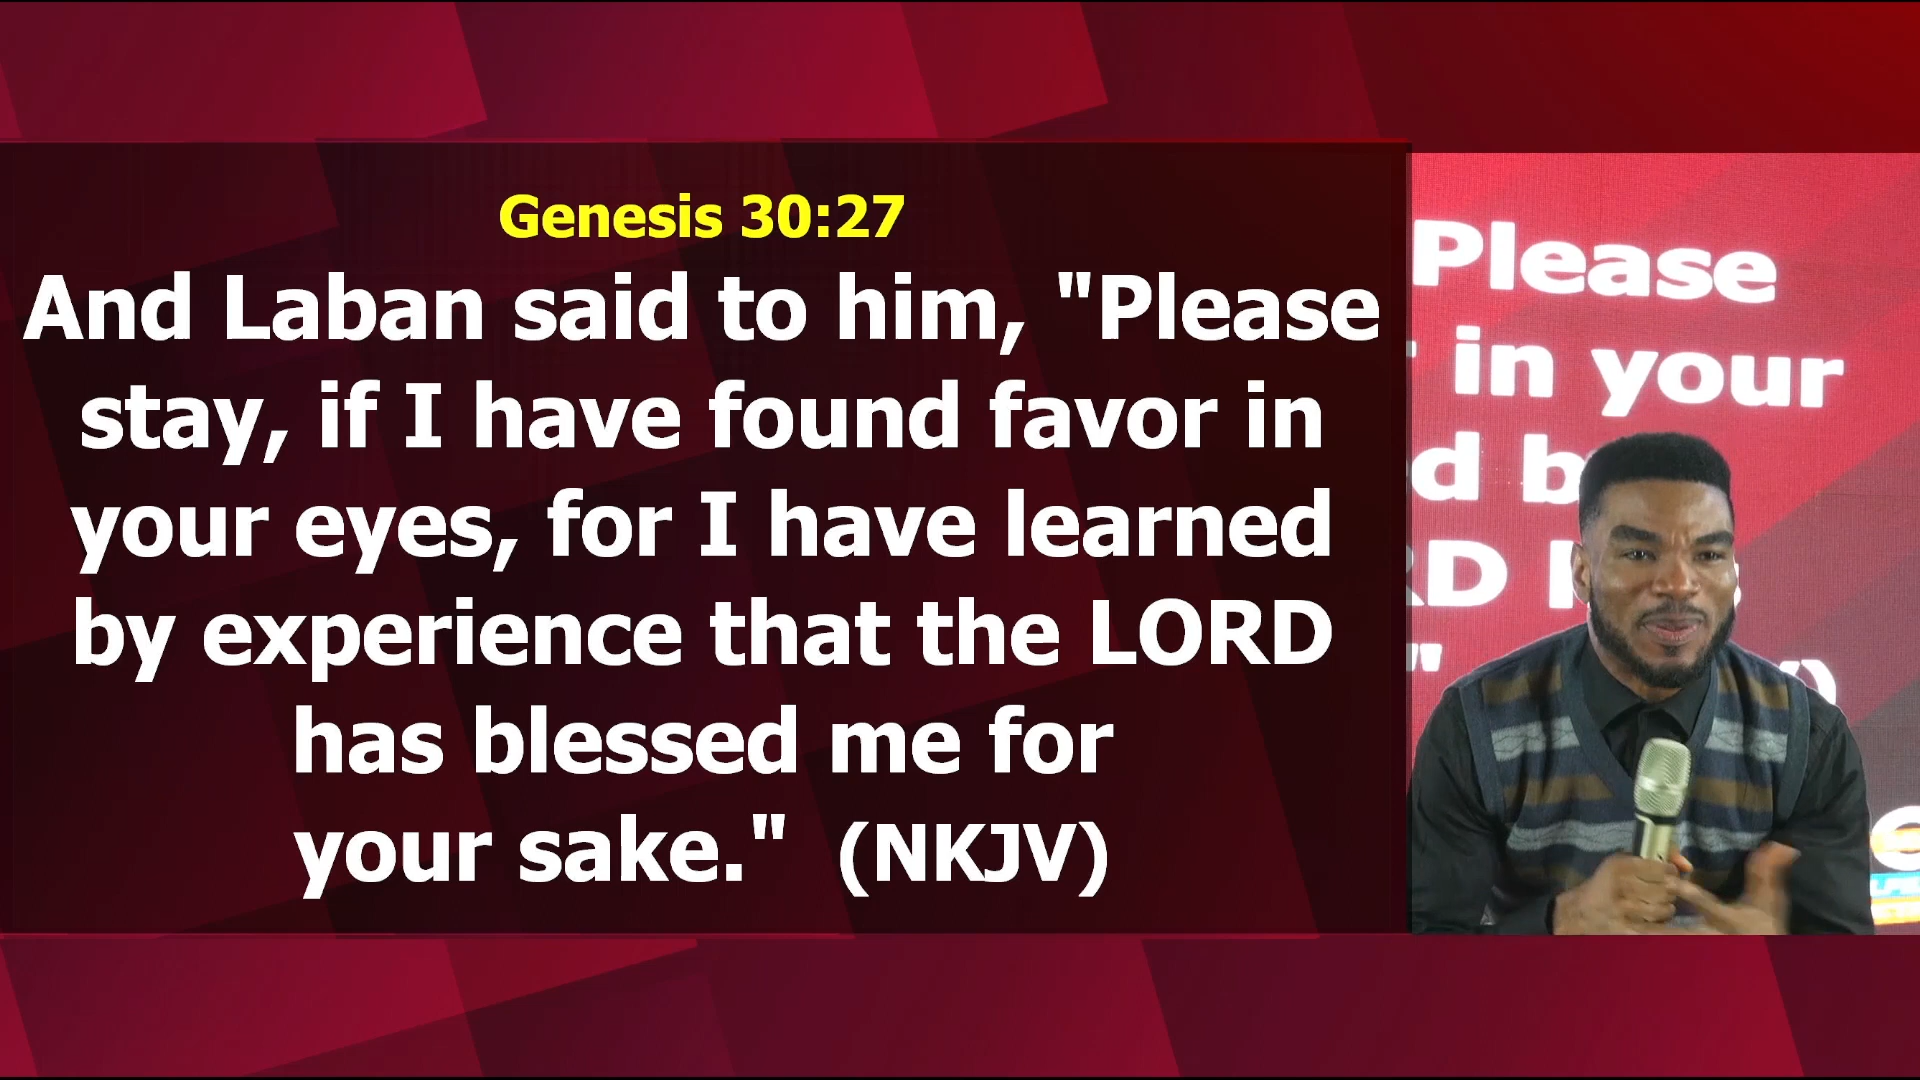 Genesis 30:27
And Laban said to him, "Please
stay, if I have found favor in
your eyes, for I have learned
by experience that the LORD
has blessed me for
your sake." (NKJV)
Please
in your